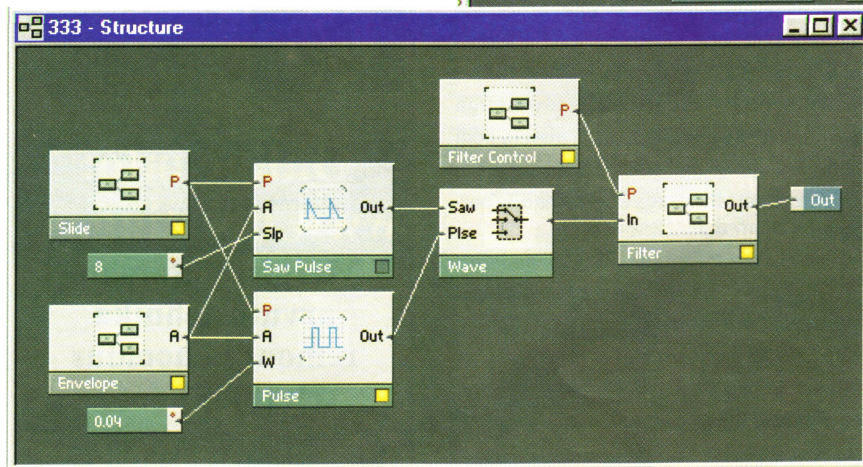 333 - Structure
P
Filter Control
P
Slide
P
A
Slp
Out
Saw Pulse
8
Saw
Plse
Wave
P
In
Out
Filter
Out
A
Envelope
P
A
W
Out
Pulse
0.04